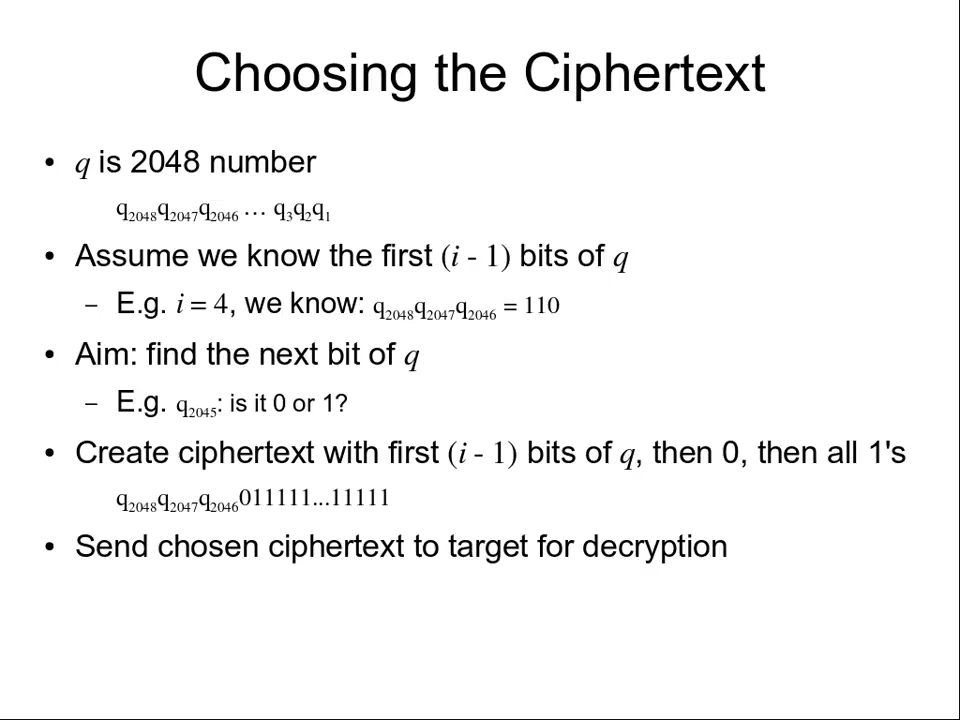 Choosing the Ciphertext
• q is 2048 number
q₂₀₄₈q₂₀₄₇q₂₀₄₆ … q₃q₂q₁
• Assume we know the first (i - 1) bits of q
– E.g. i = 4, we know: q₂₀₄₈q₂₀₄₇q₂₀₄₆ = 110
• Aim: find the next bit of q
– E.g. q₂₀₄₅: is it 0 or 1?
• Create ciphertext with first (i - 1) bits of q, then 0, then all 1's
q₂₀₄₈q₂₀₄₇q₂₀₄₆011111...11111
• Send chosen ciphertext to target for decryption